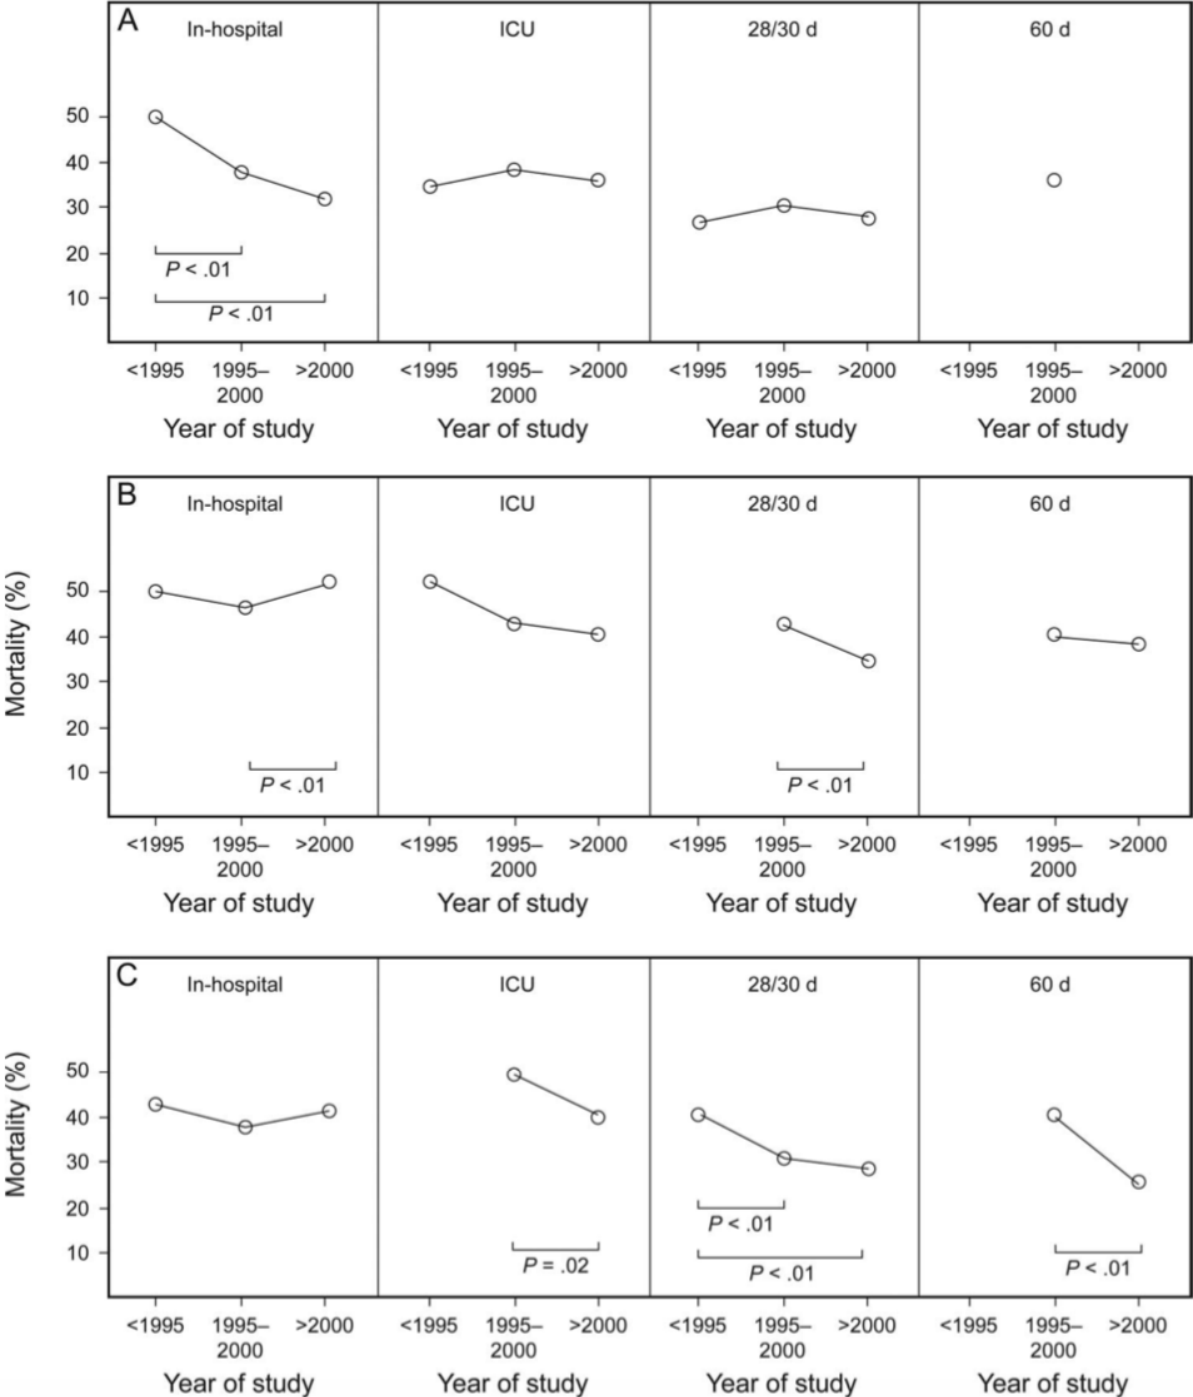 A
In-hospital ICU 28/30 d 60 d
50
40
30
20
10
P < .01
P < .01
<1995 1995– >2000 <1995 1995– >2000 <1995 1995– >2000 <1995 1995– >2000
2000 2000 2000 2000
Year of study Year of study Year of study Year of study
B
In-hospital ICU 28/30 d 60 d
Mortality (%)
50
40
30
20
10
P < .01 P < .01
<1995 1995– >2000 <1995 1995– >2000 <1995 1995– >2000 <1995 1995– >2000
2000 2000 2000 2000
Year of study Year of study Year of study Year of study
C
In-hospital ICU 28/30 d 60 d
Mortality (%)
50
40
30
20
10
P < .01
P = .02 P < .01 P < .01
<1995 1995– >2000 <1995 1995– >2000 <1995 1995– >2000 <1995 1995– >2000
2000 2000 2000 2000
Year of study Year of study Year of study Year of study